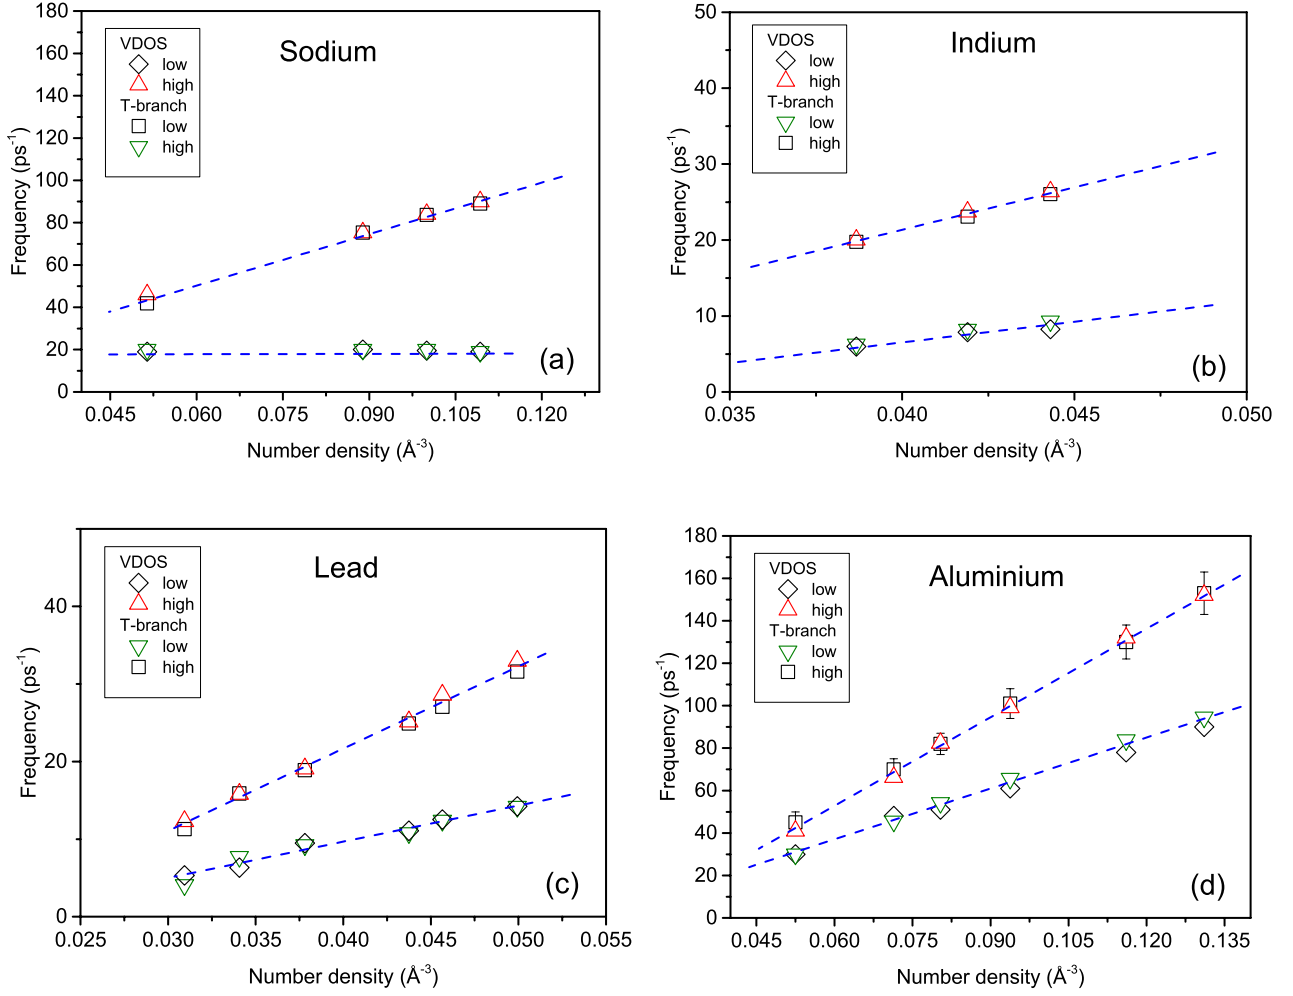 Sodium
VDOS
low
high
T-branch
low
high
180
160
140
120
100
80
60
40
20
0
Frequency (ps-1)
0.045 0.060 0.075 0.090 0.105 0.120
Number density (Å-3)
(a)
Indium
VDOS
low
high
T-branch
low
high
50
40
30
20
10
0
Frequency (ps-1)
0.035 0.040 0.045 0.050
Number density (Å-3)
(b)
Lead
VDOS
low
high
T-branch
low
high
40
20
0
Frequency (ps-1)
0.025 0.030 0.035 0.040 0.045 0.050 0.055
Number density (Å-3)
(c)
Aluminium
VDOS
low
high
T-branch
low
high
180
160
140
120
100
80
60
40
20
0
Frequency (ps-1)
0.045 0.060 0.075 0.090 0.105 0.120 0.135
Number density (Å-3)
(d)